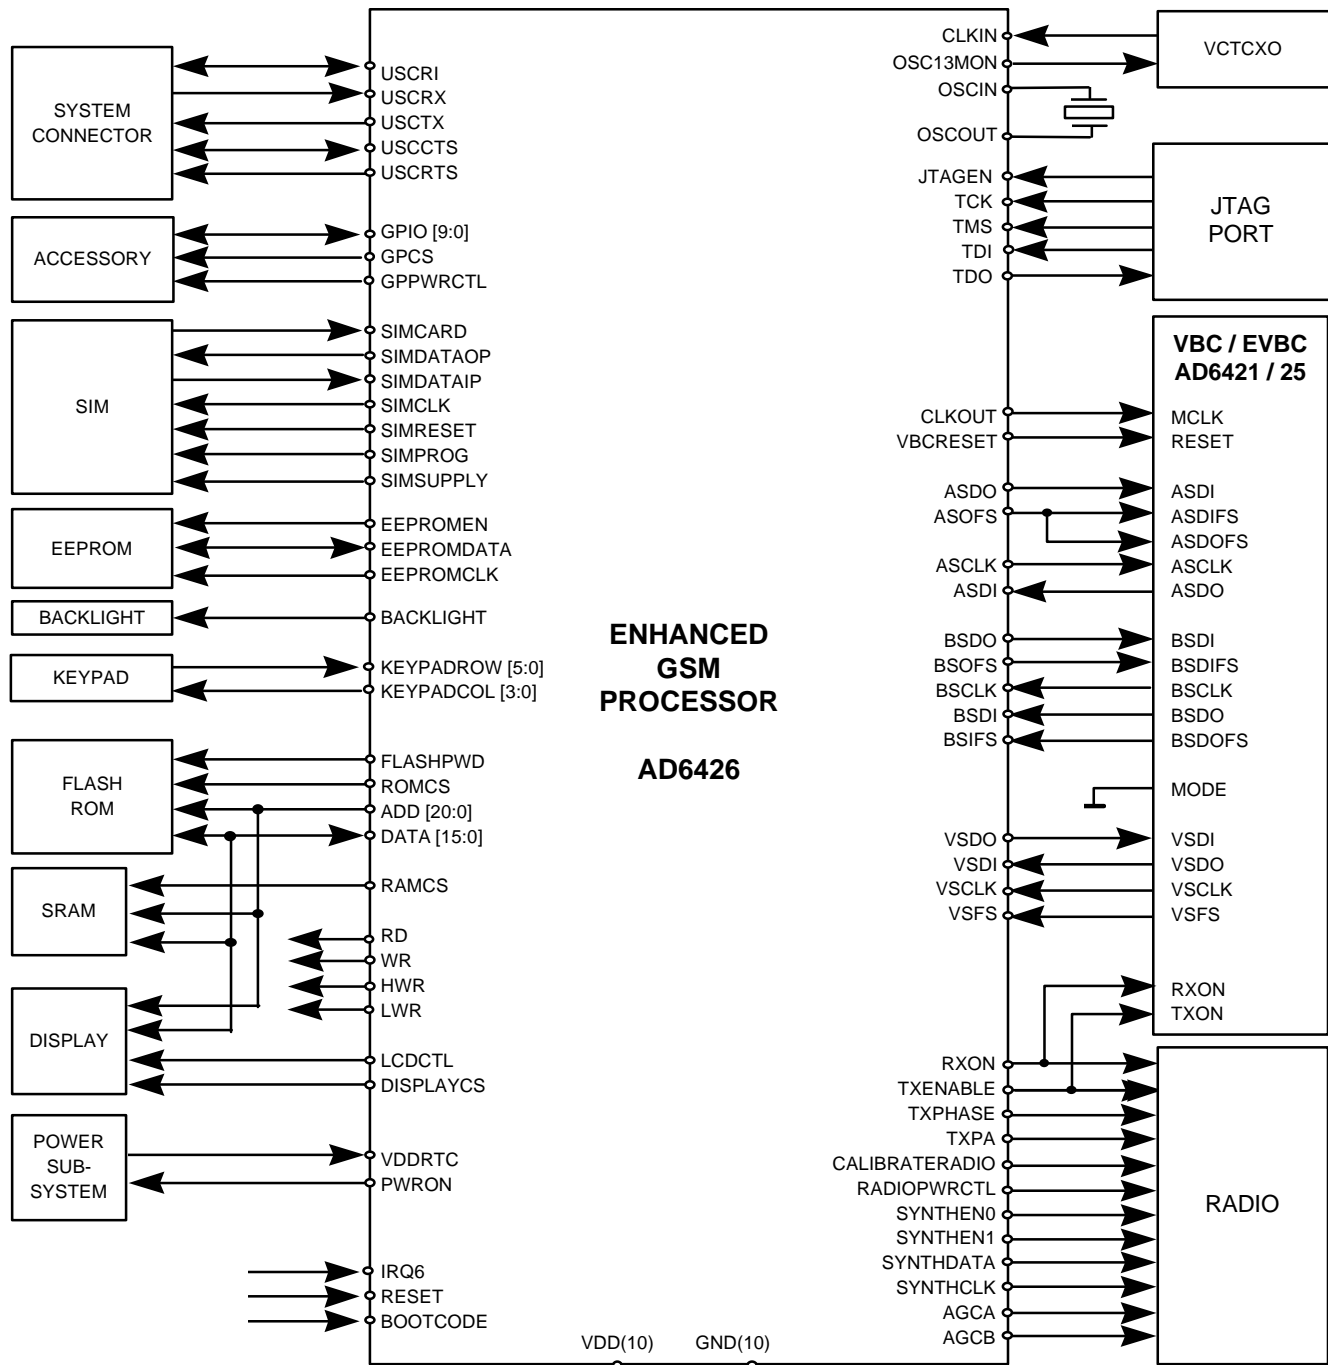 SYSTEM
CONNECTOR
USCRI
USCRX
USCTX
USCCTS
USCRTS
ACCESSORY
GPIO [9:0]
GPCS
GPPWRCTL
SIM
SIMCARD
SIMDATAOP
SIMDATAIP
SIMCLK
SIMRESET
SIMPROG
SIMSUPPLY
EEPROM
EEPROMEN
EEPROMDATA
EEPROMCLK
BACKLIGHT
BACKLIGHT
KEYPAD
KEYPADROW [5:0]
KEYPADCOL [3:0]
FLASH
ROM
FLASHPWD
ROMCS
ADD [20:0]
DATA [15:0]
SRAM
RAMCS
RD
WR
HWR
LWR
DISPLAY
LCDCTL
DISPLAYCS
POWER
SUB-
SYSTEM
VDDRTC
PWRON
IRQ6
RESET
BOOTCODE
ENHANCED
GSM
PROCESSOR
AD6426
VDD(10)
GND(10)
CLKIN
OSC13MON
OSCIN
OSCOUT
VCTCXO
JTAGEN
TCK
TMS
TDI
TDO
JTAG
PORT
VBC / EVBC
AD6421 / 25
CLKOUT
VBCRESET
ASDO
ASOFS
ASCLK
ASDI
BSDO
BSOFS
BSCLK
BSDI
BSIFS
VSDO
VSDI
VSCLK
VSFS
MCLK
RESET
ASDI
ASDIFS
ASDOFS
ASCLK
ASDO
BSDI
BSDIFS
BSCLK
BSDO
BSDOFS
MODE
VSDI
VSDO
VSCLK
VSFS
RXON
TXON
RXON
TXENABLE
TXPHASE
TXPA
CALIBRATERADIO
RADIOPWRCTL
SYNTHEN0
SYNTHEN1
SYNTHDATA
SYNTHCLK
AGCA
AGCB
RADIO